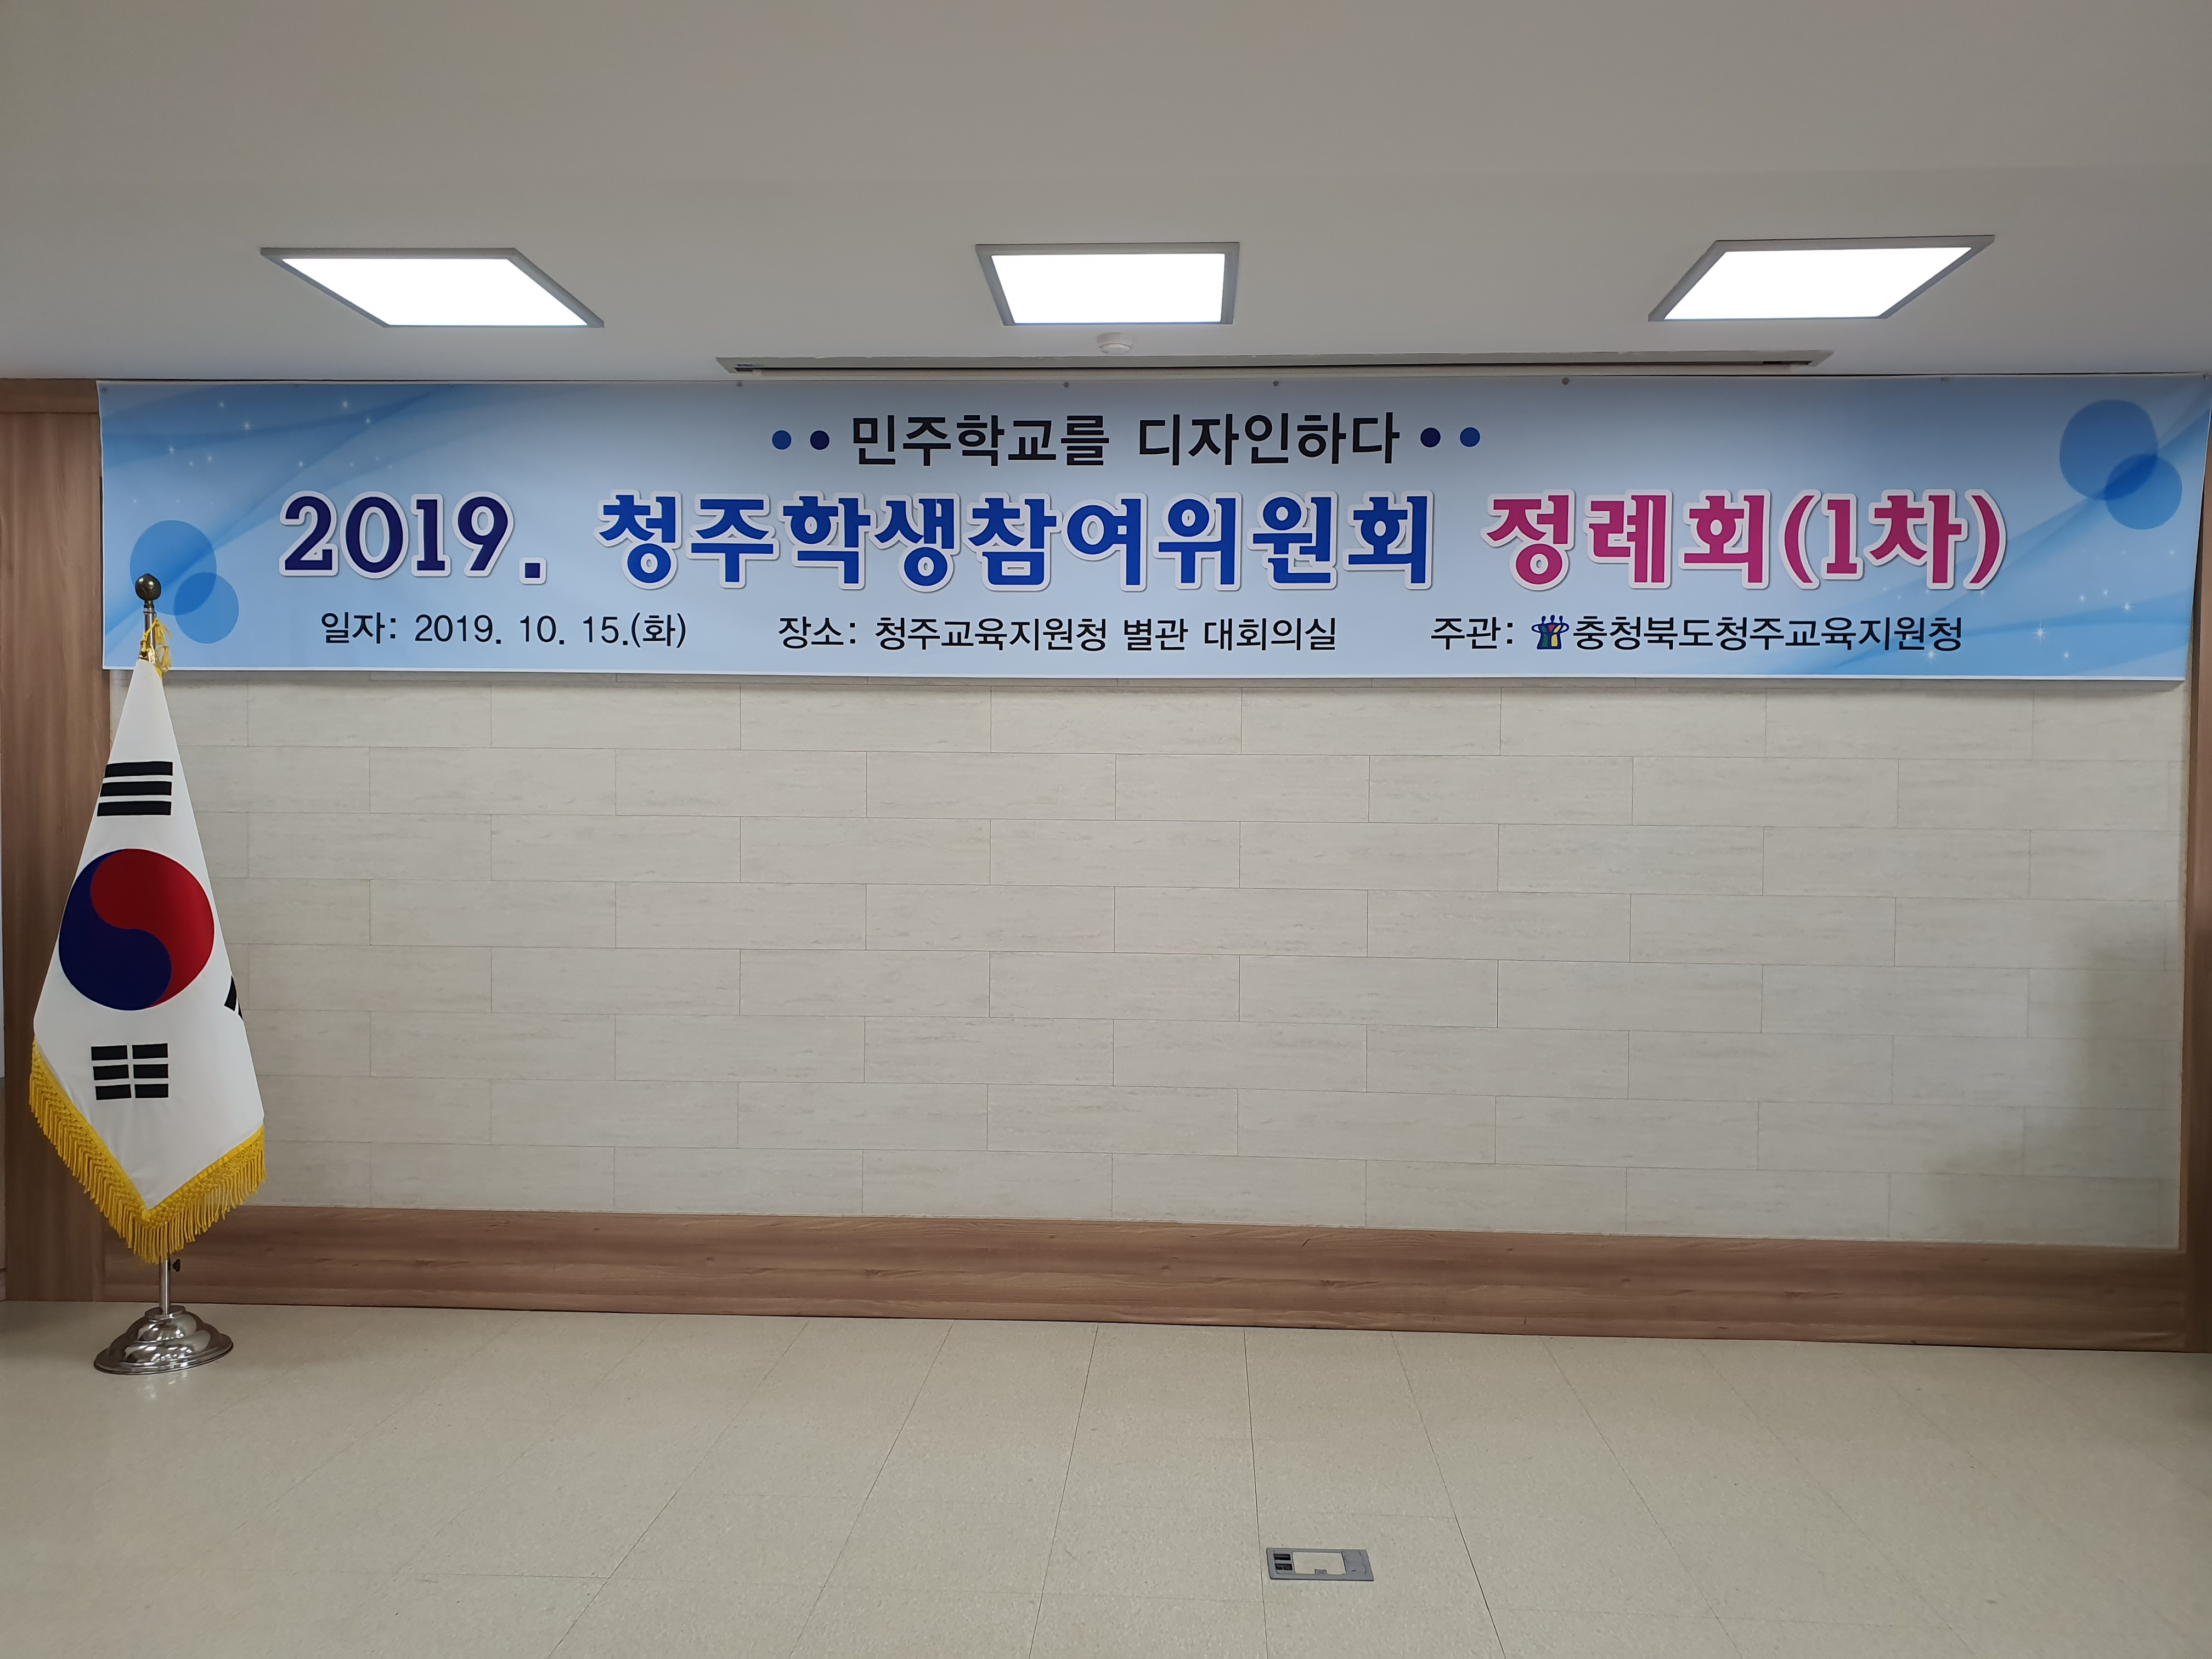 민주학교를 디자인하다
2019. 청주학생참여위원회 정례회(1차)
일자: 2019. 10. 15.(화) 장소: 청주교육지원청 별관 대회의실 주관: 충청북도청주교육지원청